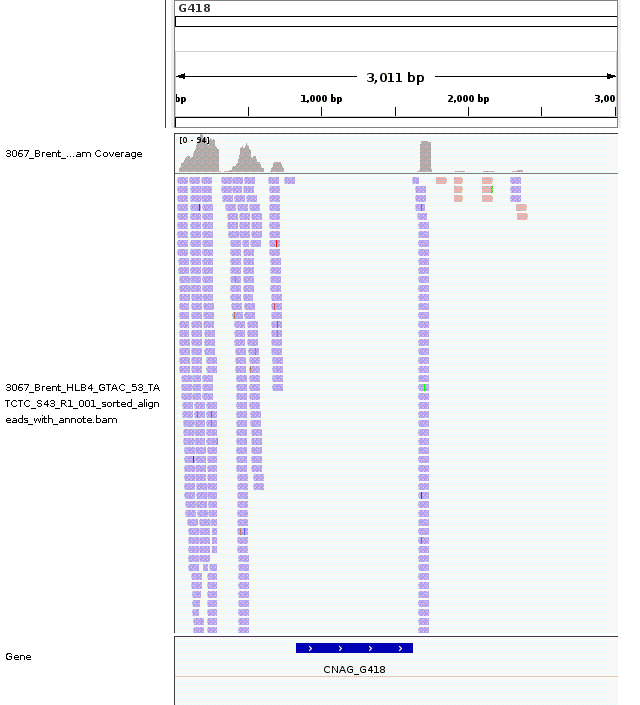 G418
3,011 bp
bp 1,000 bp 2,000 bp 3,00
[0 - 94]
3067_Brent_...am Coverage
3067_Brent_HLB4_GTAC_53_TA
TCTC_S43_R1_001_sorted_align
eads_with_annote.bam
Gene
CNAG_G418